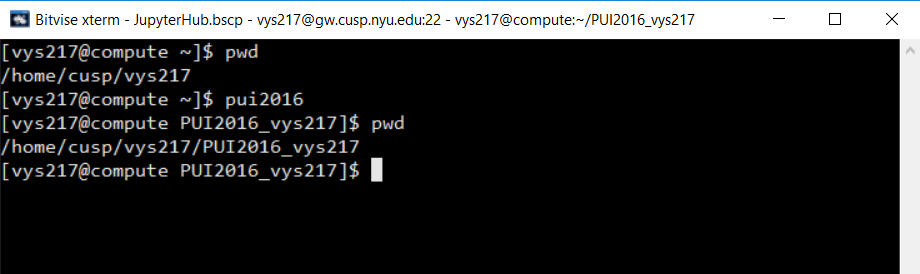 Bitvise xterm - JupyterHub.bscp - vys217@gw.cusp.nyu.edu:22 - vys217@compute:~/PUI2016_vys217
[vys217@compute ~]$ pwd
/home/cusp/vys217
[vys217@compute ~]$ pui2016
[vys217@compute PUI2016_vys217]$ pwd
/home/cusp/vys217/PUI2016_vys217
[vys217@compute PUI2016_vys217]$